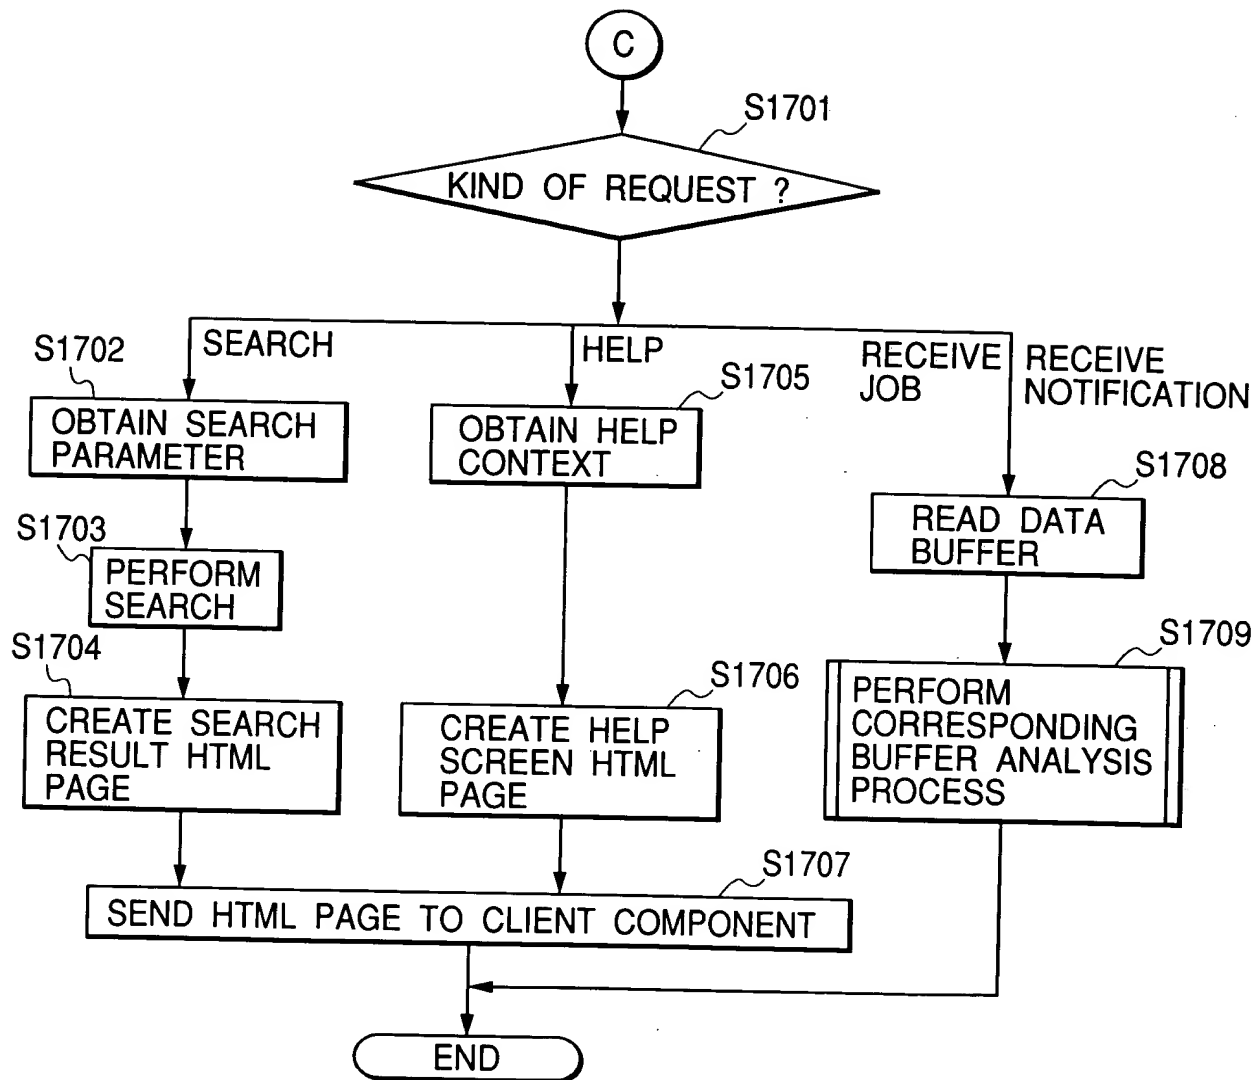 C
S1701
KIND OF REQUEST ?
SEARCH
HELP
RECEIVE
JOB
RECEIVE
NOTIFICATION
S1702
OBTAIN SEARCH
PARAMETER
S1705
OBTAIN HELP
CONTEXT
S1708
READ DATA
BUFFER
S1703
PERFORM
SEARCH
S1704
CREATE SEARCH
RESULT HTML
PAGE
S1706
CREATE HELP
SCREEN HTML
PAGE
S1709
PERFORM
CORRESPONDING
BUFFER ANALYSIS
PROCESS
S1707
SEND HTML PAGE TO CLIENT COMPONENT
END